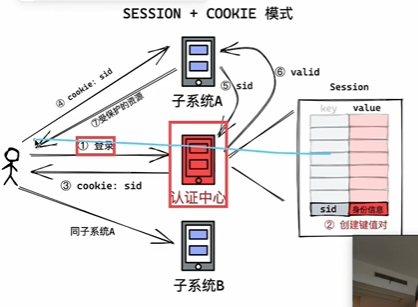 SESSION + COOKIE 模式
④ cookie: sid
⑦受保护的资源
子系统A
⑤ sid
⑥ valid
① 登录
③ cookie: sid
认证中心
Session
key value
sid 身份信息
② 创建键值对
同子系统A
子系统B